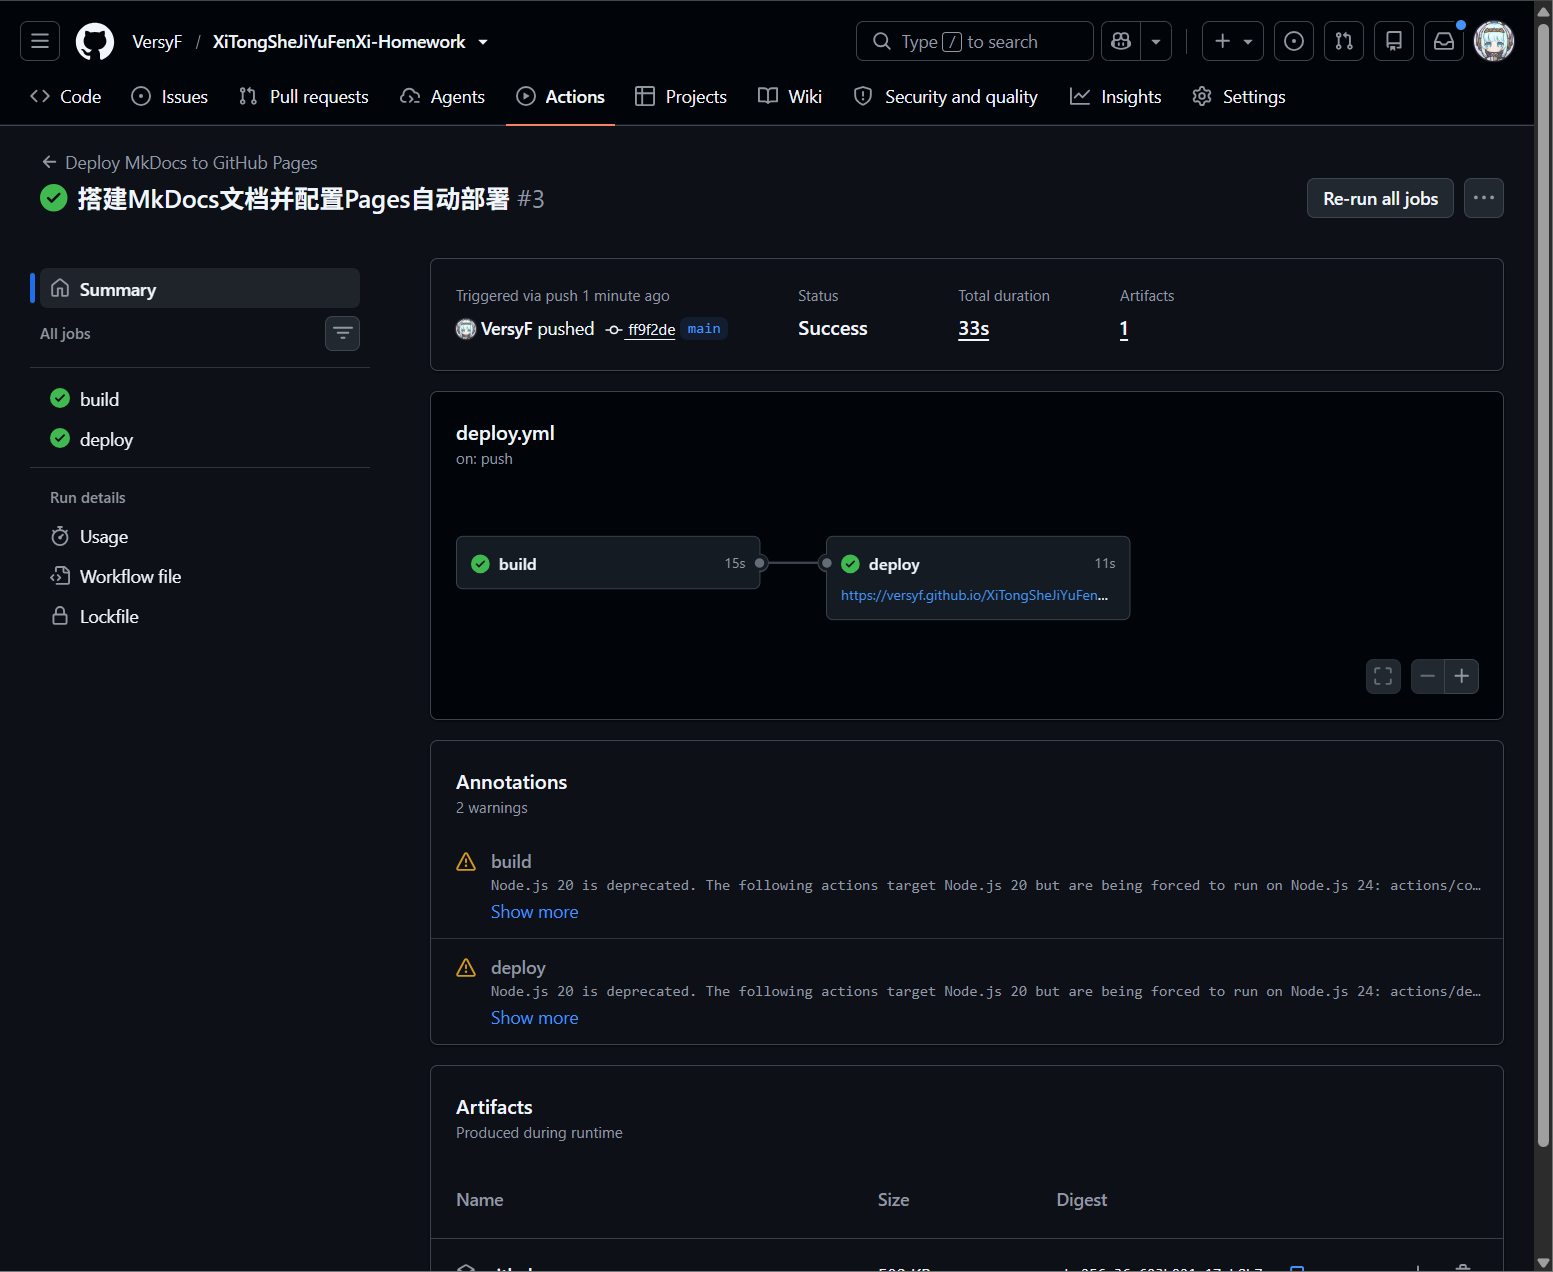 VersyF / XiTongSheJiYuFenXi-Homework
Type / to search
Code
Issues
Pull requests
Agents
Actions
Projects
Wiki
Security and quality
Insights
Settings
Deploy MkDocs to GitHub Pages
搭建MkDocs文档并配置Pages自动部署 #3
Re-run all jobs
Summary
All jobs
build
deploy
Run details
Usage
Workflow file
Lockfile
Triggered via push 1 minute ago
VersyF pushed ff9f2de main
Status
Success
Total duration
33s
Artifacts
1
deploy.yml
on: push
build 15s
deploy 11s
https://versyf.github.io/XiTongSheJiYuFen...
Annotations
2 warnings
build
Node.js 20 is deprecated. The following actions target Node.js 20 but are being forced to run on Node.js 24: actions/co…
Show more
deploy
Node.js 20 is deprecated. The following actions target Node.js 20 but are being forced to run on Node.js 24: actions/de…
Show more
Artifacts
Produced during runtime
Name Size Digest